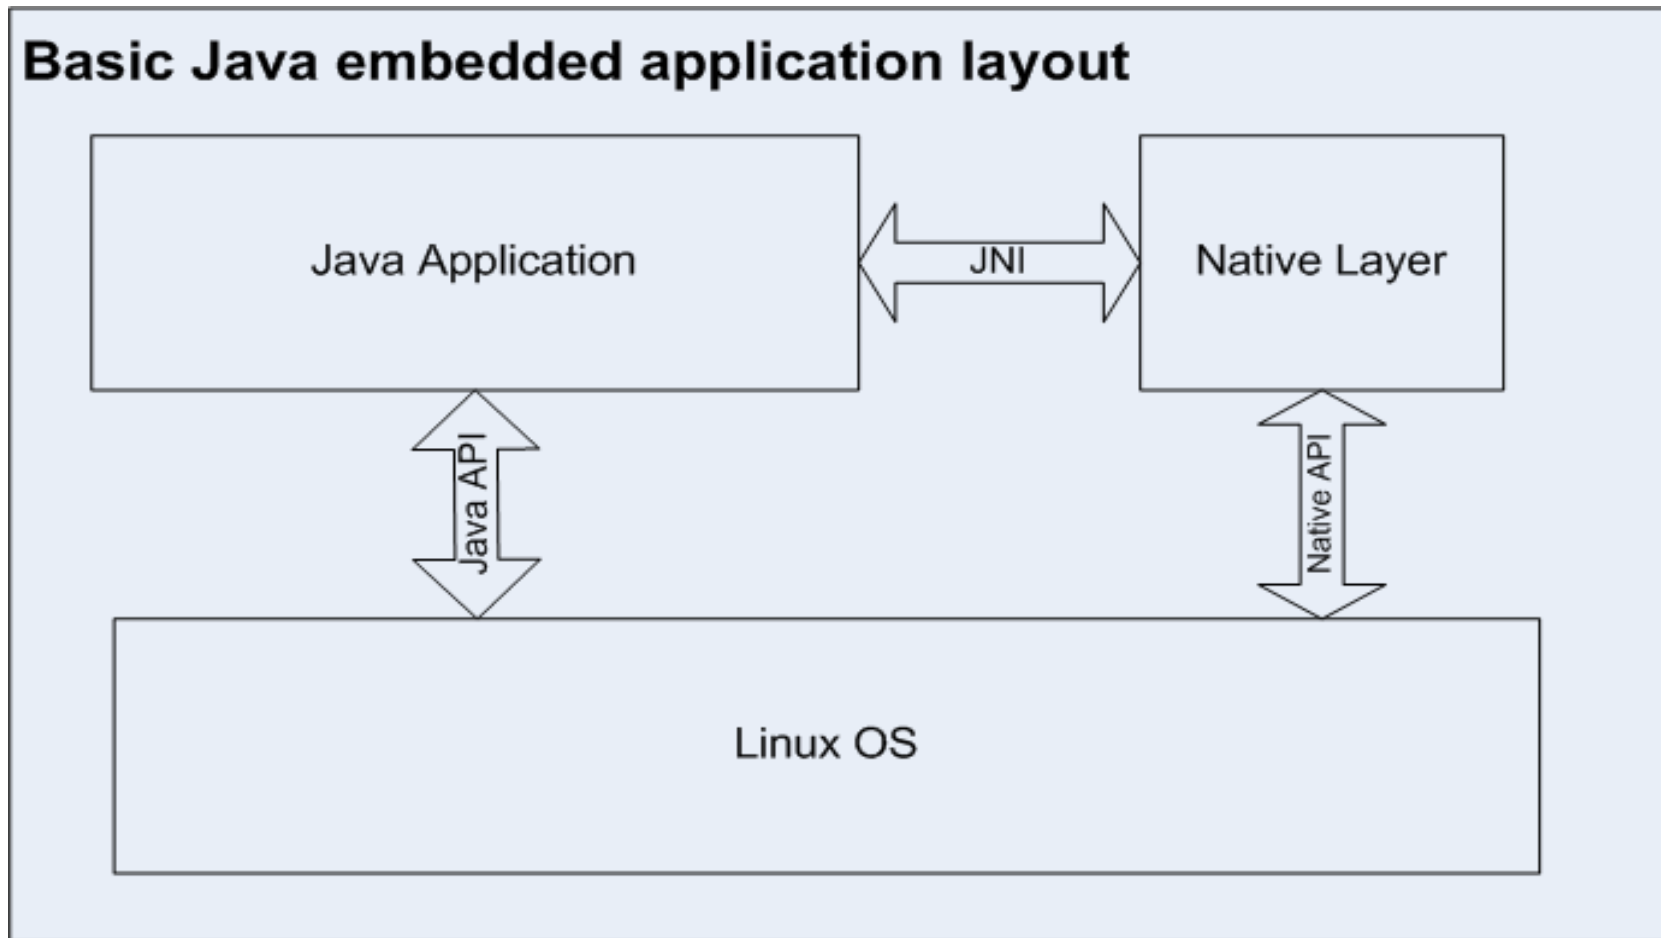 Basic Java embedded application layout
Java Application
JNI
Native Layer
Java API
Native API
Linux OS